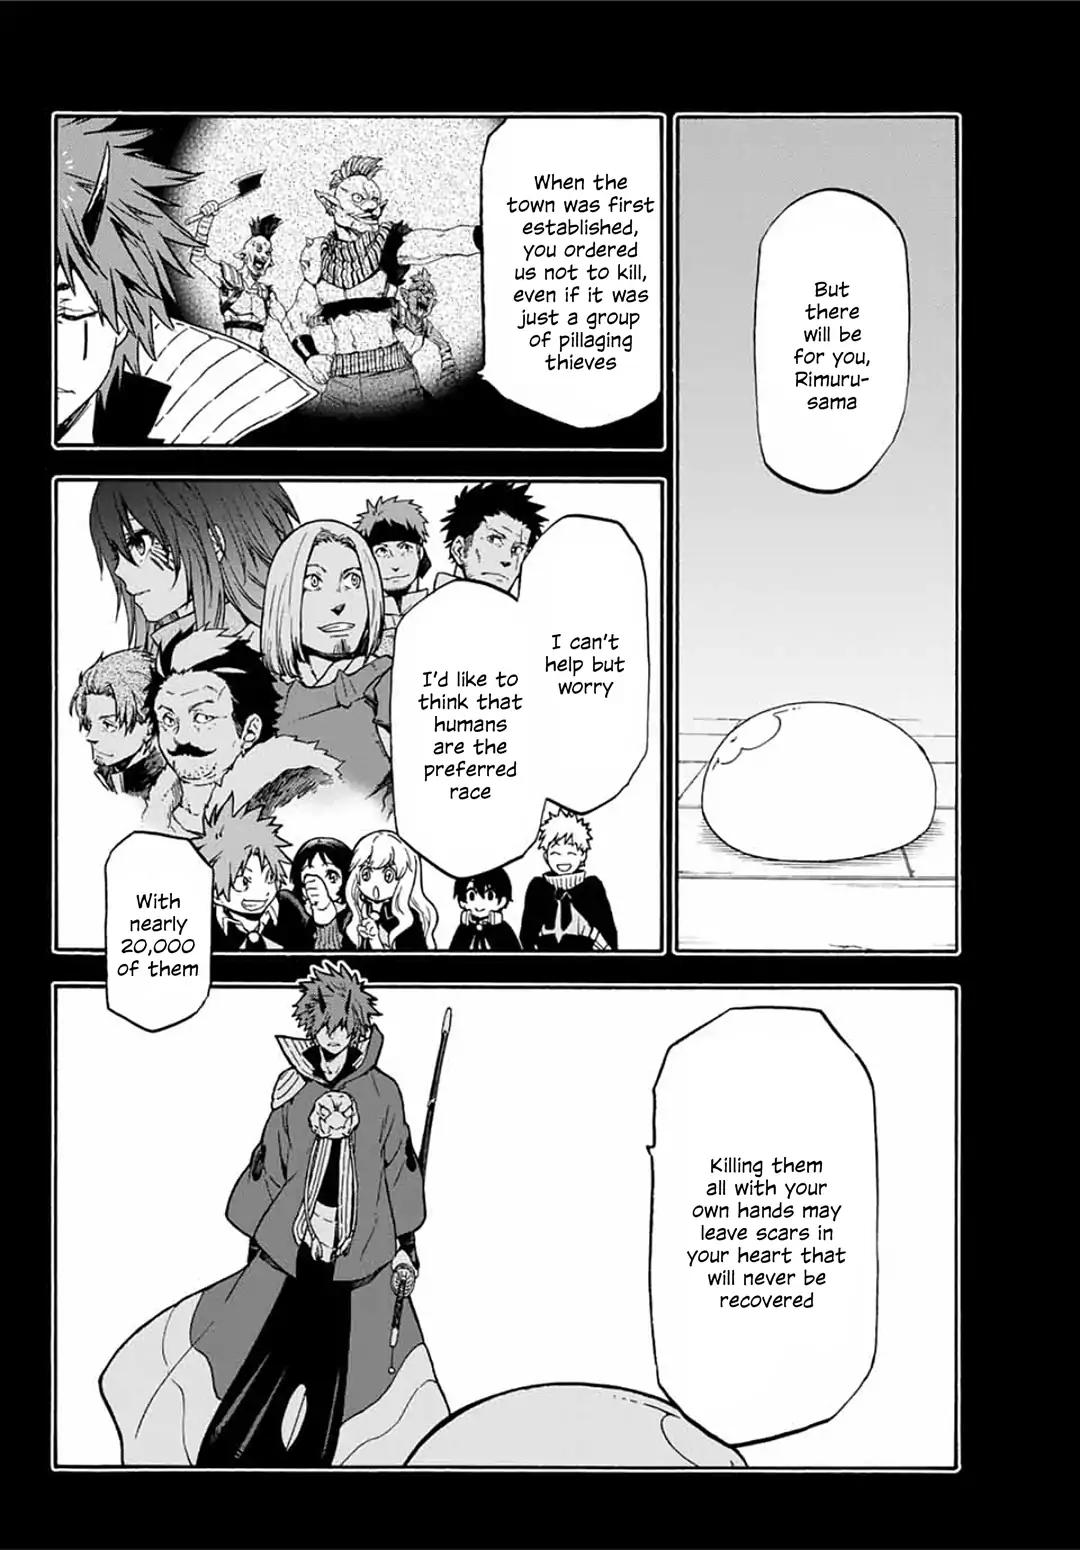 But
there
will be
for you,
Rimuru-
sama
When the
town was first
established,
you ordered
us not to kill,
even if it was
just a group
of pillaging
thieves
I can't
help but
worry
I'd like to
think that
humans
are the
preferred
race
With
nearly
20,000
of them
Killing them
all with your
own hands may
leave scars in
your heart that
will never be
recovered